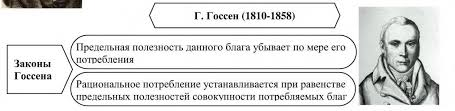 Г. Госсен (1810-1858)
Законы
Госсена
Предельная полезность данного блага убывает по мере его
потребления
Рациональное потребление устанавливается при равенстве
предельных полезностей совокупности потребляемых благ